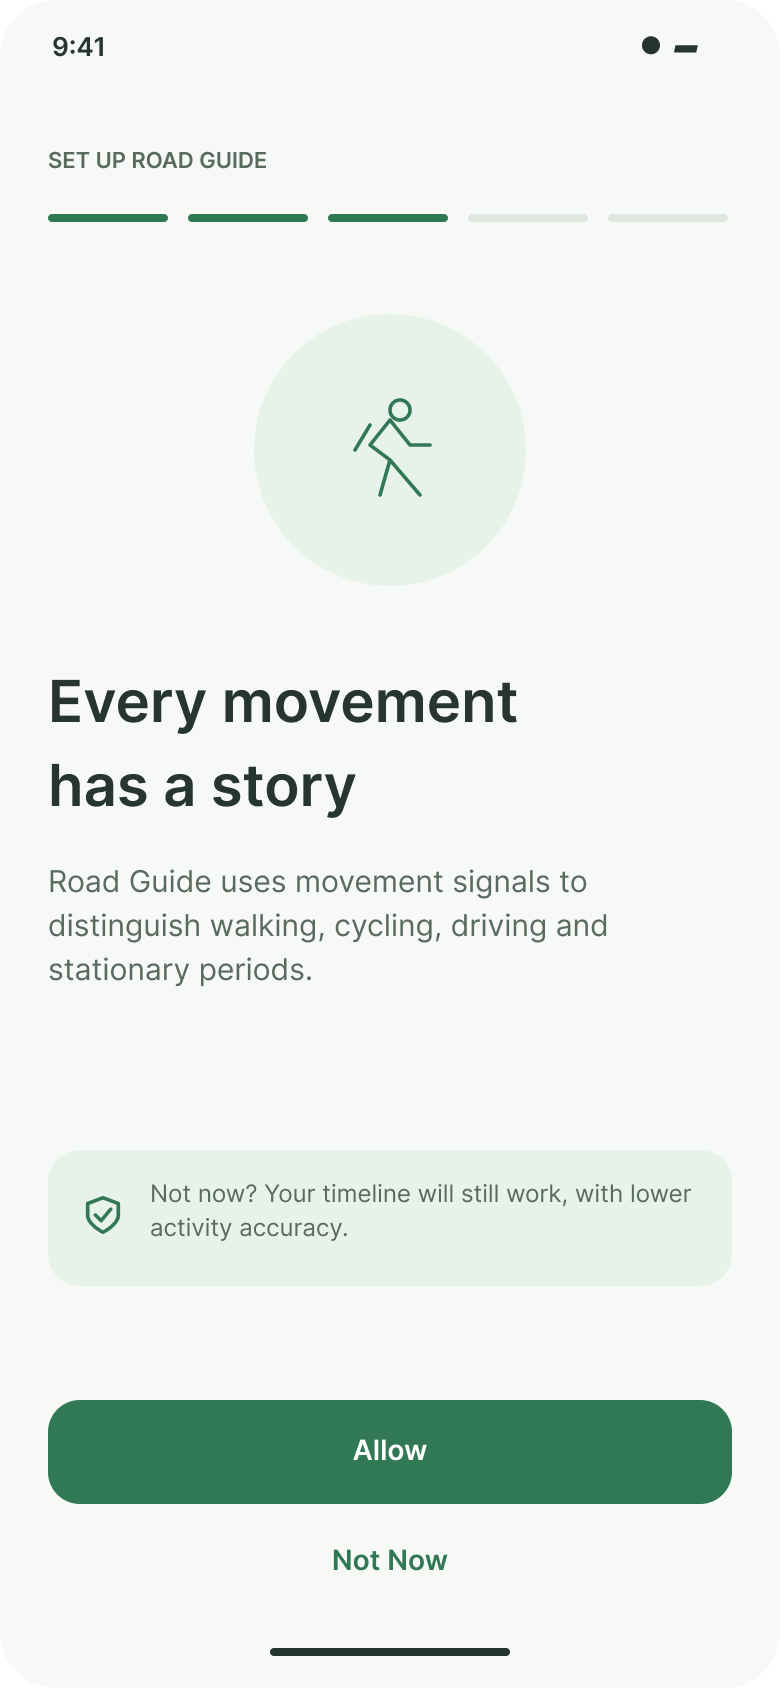 9:41
SET UP ROAD GUIDE
Every movement
has a story
Road Guide uses movement signals to
distinguish walking, cycling, driving and
stationary periods.
Not now? Your timeline will still work, with lower
activity accuracy.
Allow
Not Now